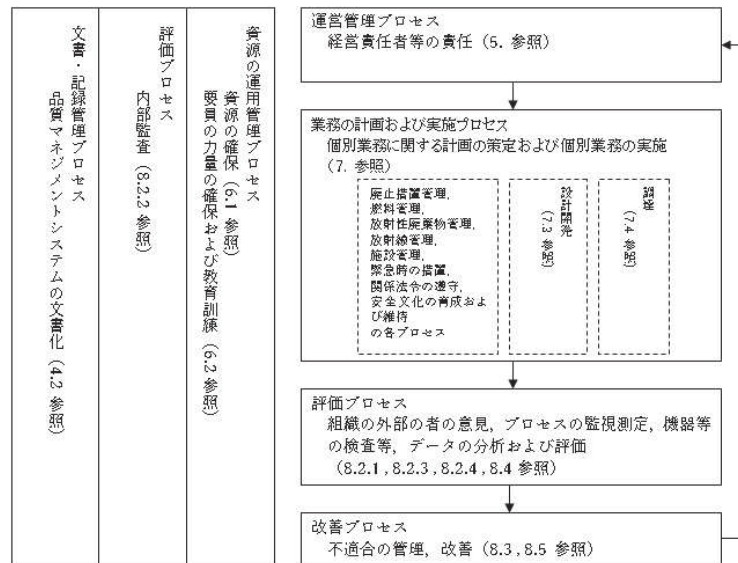 文書・記録管理プロセス
品質マネジメントシステムの文書化（4.2 参照）
評価プロセス
内部監査（8.2.2 参照）
資源の運用管理プロセス
資源の確保（6.1 参照）
要員の力量の確保および教育訓練（6.2 参照）
運営管理プロセス
経営責任者等の責任（5. 参照）
業務の計画および実施プロセス
個別業務に関する計画の策定および個別業務の実施
（7. 参照）
廃止措置管理，
燃料管理，
放射性廃棄物管理，
放射線管理，
施設管理，
緊急時の措置，
関係法令の遵守，
安全文化の育成およ
び維持
の各プロセス
設計開発
（7.3 参照）
調達
（7.4 参照）
評価プロセス
組織の外部の者の意見，プロセスの監視測定，機器等
の検査等，データの分析および評価
（8.2.1，8.2.3，8.2.4，8.4 参照）
改善プロセス
不適合の管理，改善（8.3，8.5 参照）